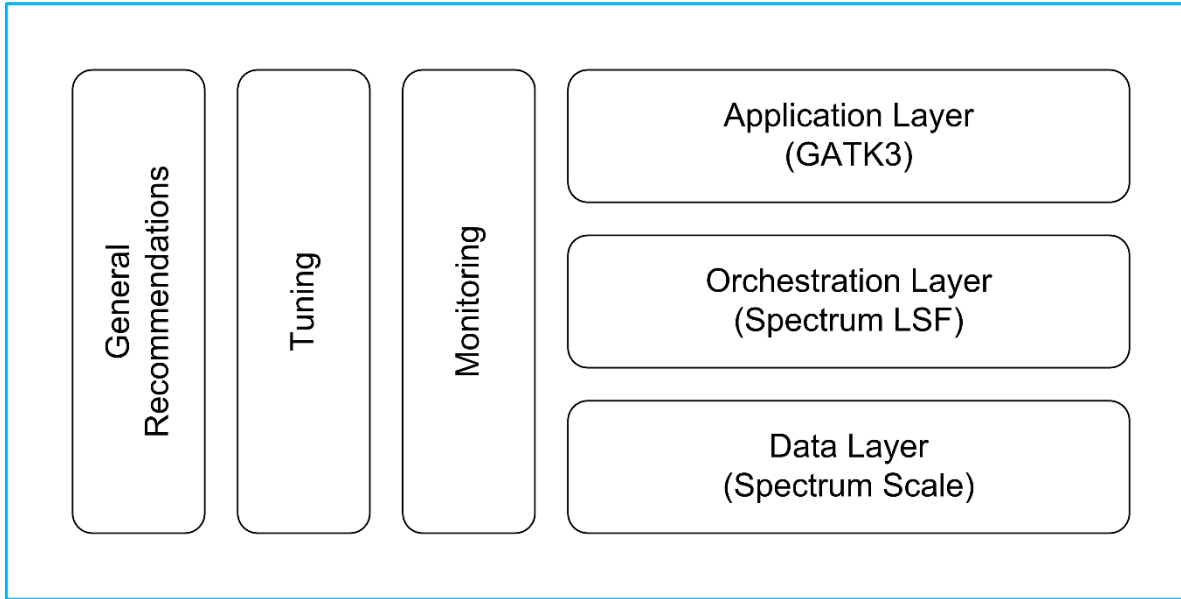 General
Recommendations
Tuning
Monitoring
Application Layer
(GATK3)
Orchestration Layer
(Spectrum LSF)
Data Layer
(Spectrum Scale)